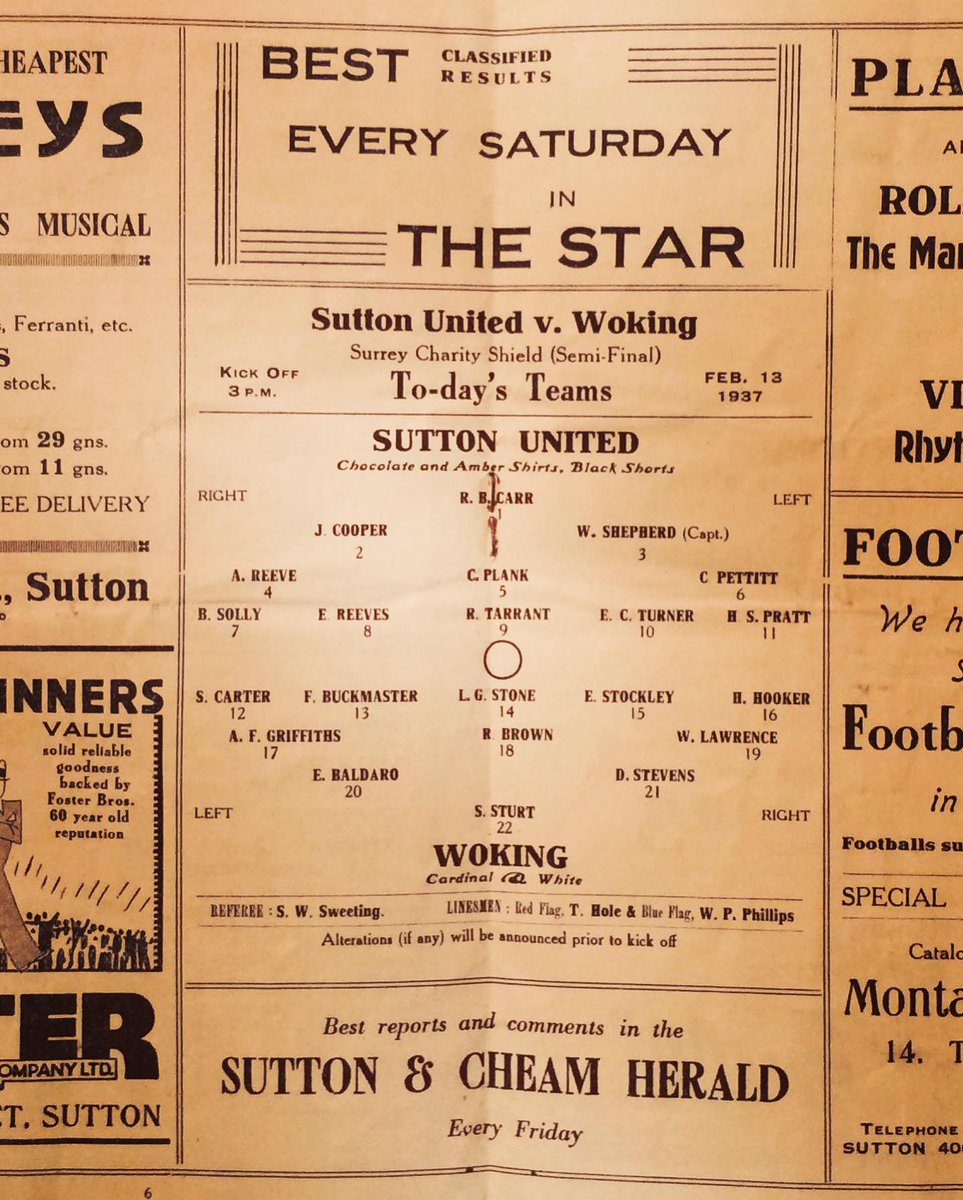 HEAPEST
EYS
S MUSICAL
, Ferranti, etc.
S
stock.
om 29 gns.
om 11 gns.
EE DELIVERY
., Sutton
INNERS
VALUE
solid reliable
goodness
backed by
Foster Bros.
60 year old
reputation
TER
OMPANY LTD.
CT. SUTTON
6
BEST CLASSIFIED
RESULTS
EVERY SATURDAY
IN
THE STAR
Sutton United v. Woking
Surrey Charity Shield (Semi-Final)
KICK OFF
3 P.M.
To-day's Teams
FEB. 13
1937
SUTTON UNITED
Chocolate and Amber Shirts, Black Shorts
RIGHT R. B. CARR LEFT
1
J. COOPER W. SHEPHERD (Capt.)
2 3
A. REEVE C. PLANK C PETTITT
4 5 6
B. SOLLY E REEVES R. TARRANT E. C. TURNER H S. PRATT
7 8 9 10 11
S. CARTER F. BUCKMASTER L. G. STONE E. STOCKLEY H. HOOKER
12 13 14 15 16
A. F. GRIFFITHS R BROWN W. LAWRENCE
17 18 19
E. BALDARO D. STEVENS
20 21
LEFT S. STURT RIGHT
22
WOKING
Cardinal & White
REFEREE : S. W. Sweeting. LINESMEN : Red Flag, T. Hole & Blue Flag, W. P. Phillips
Alterations (if any) will be announced prior to kick off
Best reports and comments in the
SUTTON & CHEAM HERALD
Every Friday
PLA
AN
ROL
The Man
VI
Rhyt
FOOT
We h
s
Footb
in
Footballs su
SPECIAL
Catalo
Monta
14. T
TELEPHONE
SUTTON 400